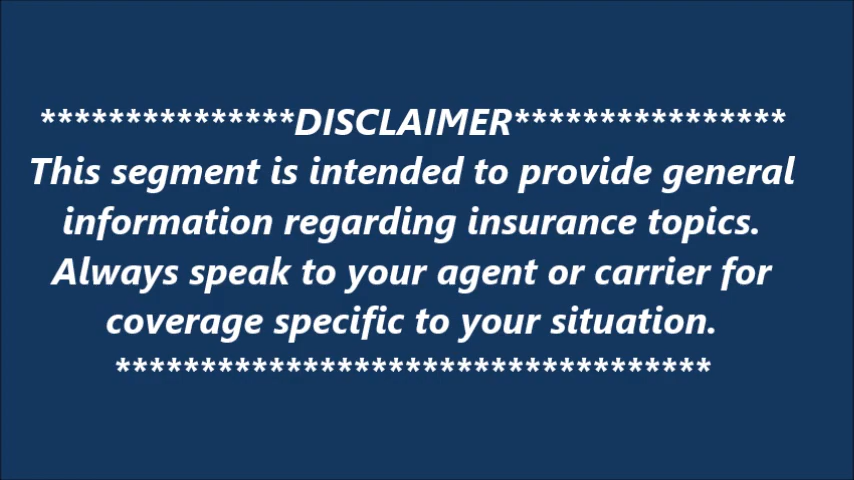 ***************DISCLAIMER****************
This segment is intended to provide general
information regarding insurance topics.
Always speak to your agent or carrier for
coverage specific to your situation.
***********************************